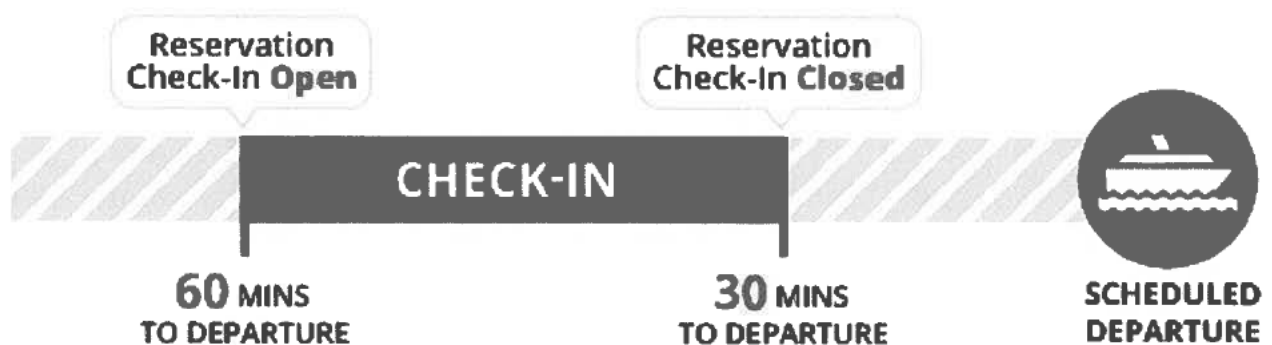 Reservation
Check-In Open
Reservation
Check-In Closed
CHECK-IN
60 MINS
TO DEPARTURE
30 MINS
TO DEPARTURE
SCHEDULED
DEPARTURE